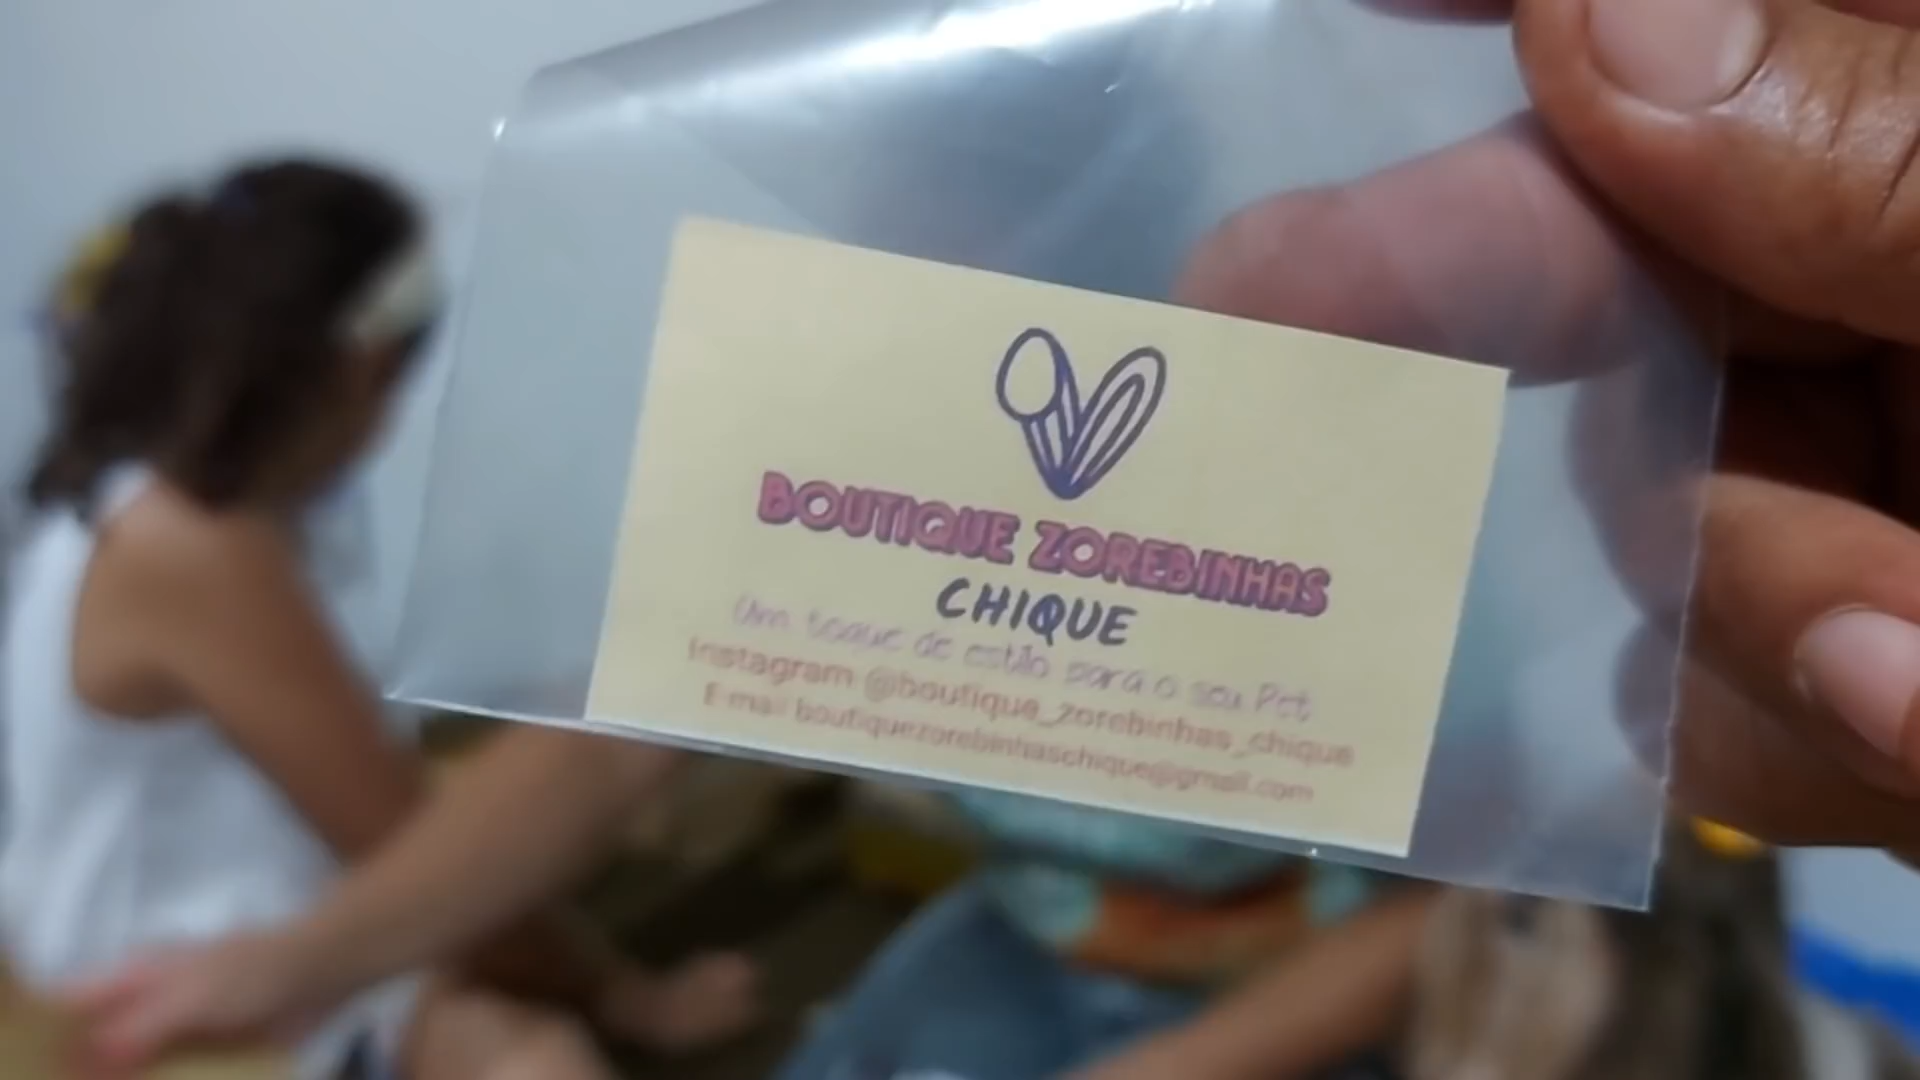 BOUTIQUE ZOREBINHAS
CHIQUE
Um toque de estilo para o seu Pet
Instagram @boutique_zorebinhas_chique
E-mail boutiquezorebinhaschique@gmail.com